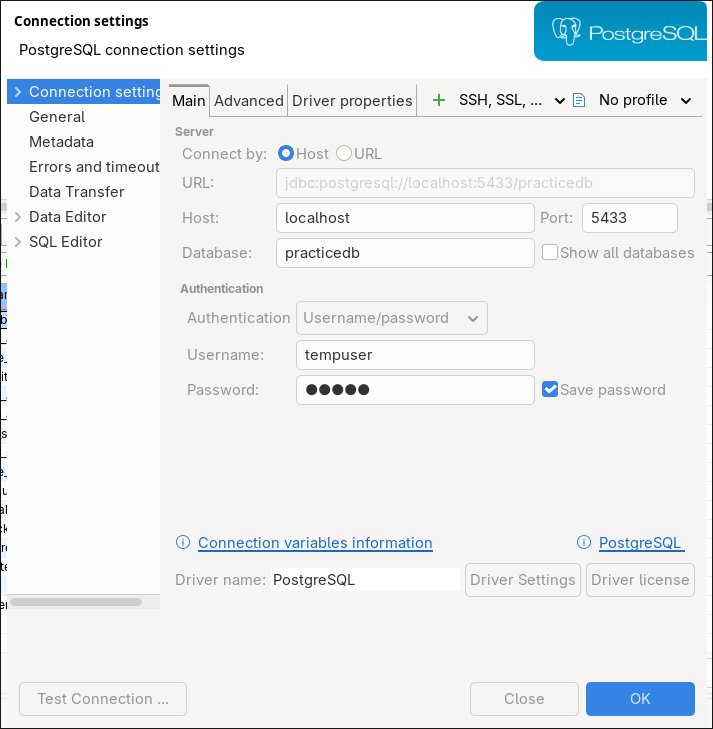 Connection settings
PostgreSQL connection settings
PostgreSQL
Connection setting
General
Metadata
Errors and timeout
Data Transfer
Data Editor
SQL Editor
Main
Advanced
Driver properties
SSH, SSL, ...
No profile
Server
Connect by: Host URL
URL: jdbc:postgresql://localhost:5433/practicedb
Host: localhost Port: 5433
Database: practicedb Show all databases
Authentication
Authentication Username/password
Username: tempuser
Password: ●●●●● Save password
Connection variables information
PostgreSQL
Driver name: PostgreSQL Driver Settings Driver license
Test Connection ... Close OK